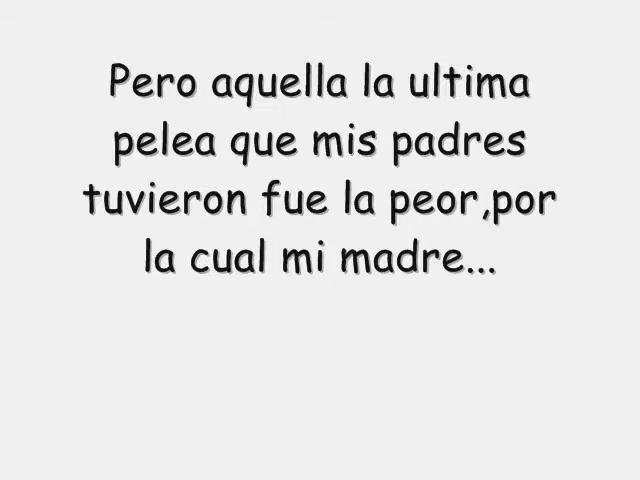 Pero aquella la ultima
pelea que mis padres
tuvieron fue la peor,por
la cual mi madre...